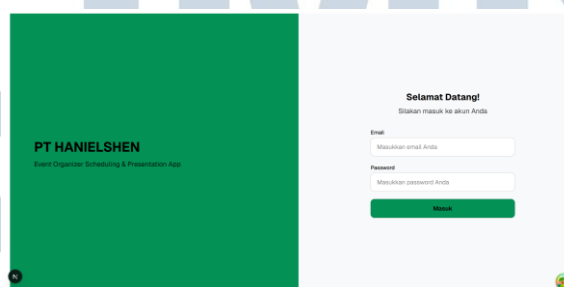 PT HANIELSHEN
Event Organizer Scheduling & Presentation App
Selamat Datang!
Silakan masuk ke akun Anda
Email
Masukkan email Anda
Password
Masukkan password Anda
Masuk
N